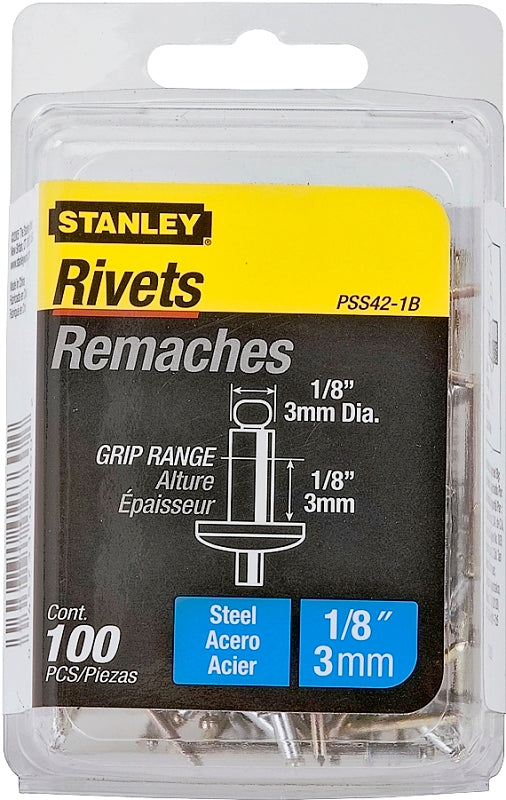 STANLEY®
Rivets
PSS42-1B
Remaches
1/8"
3mm Dia.
GRIP RANGE
Alture
Épaisseur
1/8"
3mm
Cont.
100
PCS/Piezas
Steel
Acero
Acier
1/8"
3mm